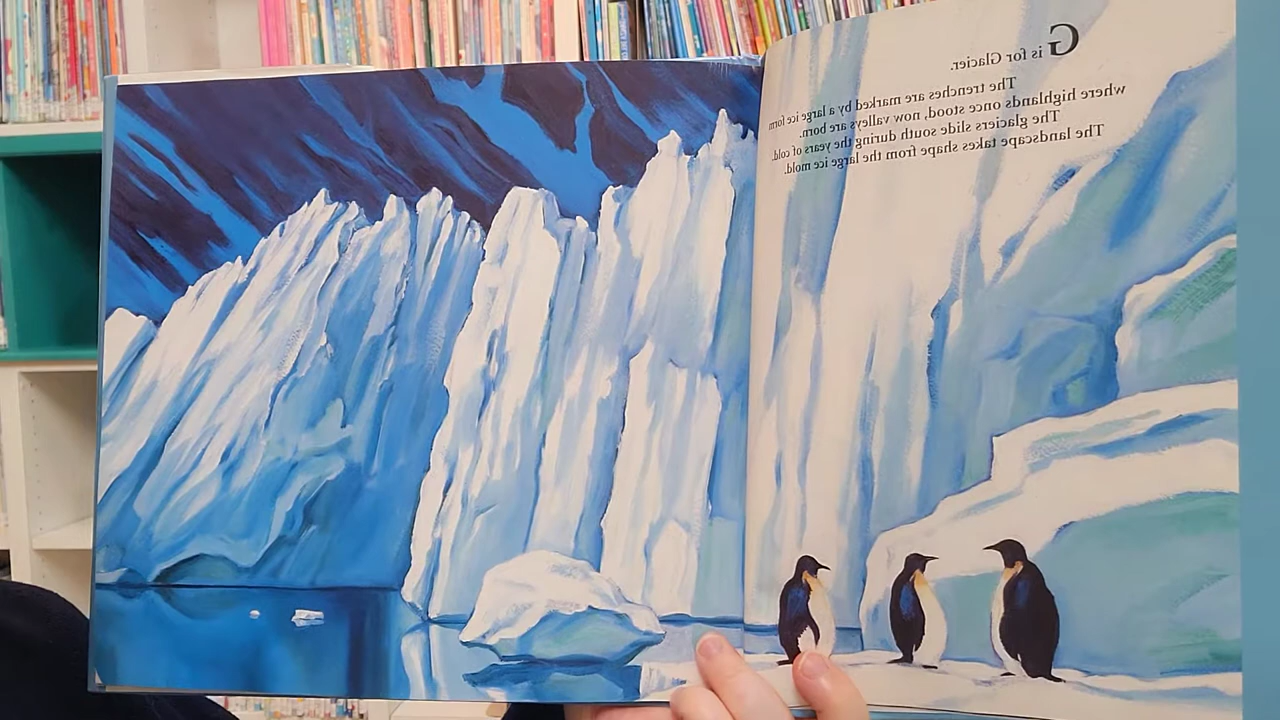 G is for Glacier.
The trenches are marked by a large ice form
where highlands once stood, now valleys are born.
The glaciers slide south during the years of cold.
The landscape takes shape from the large ice mold.